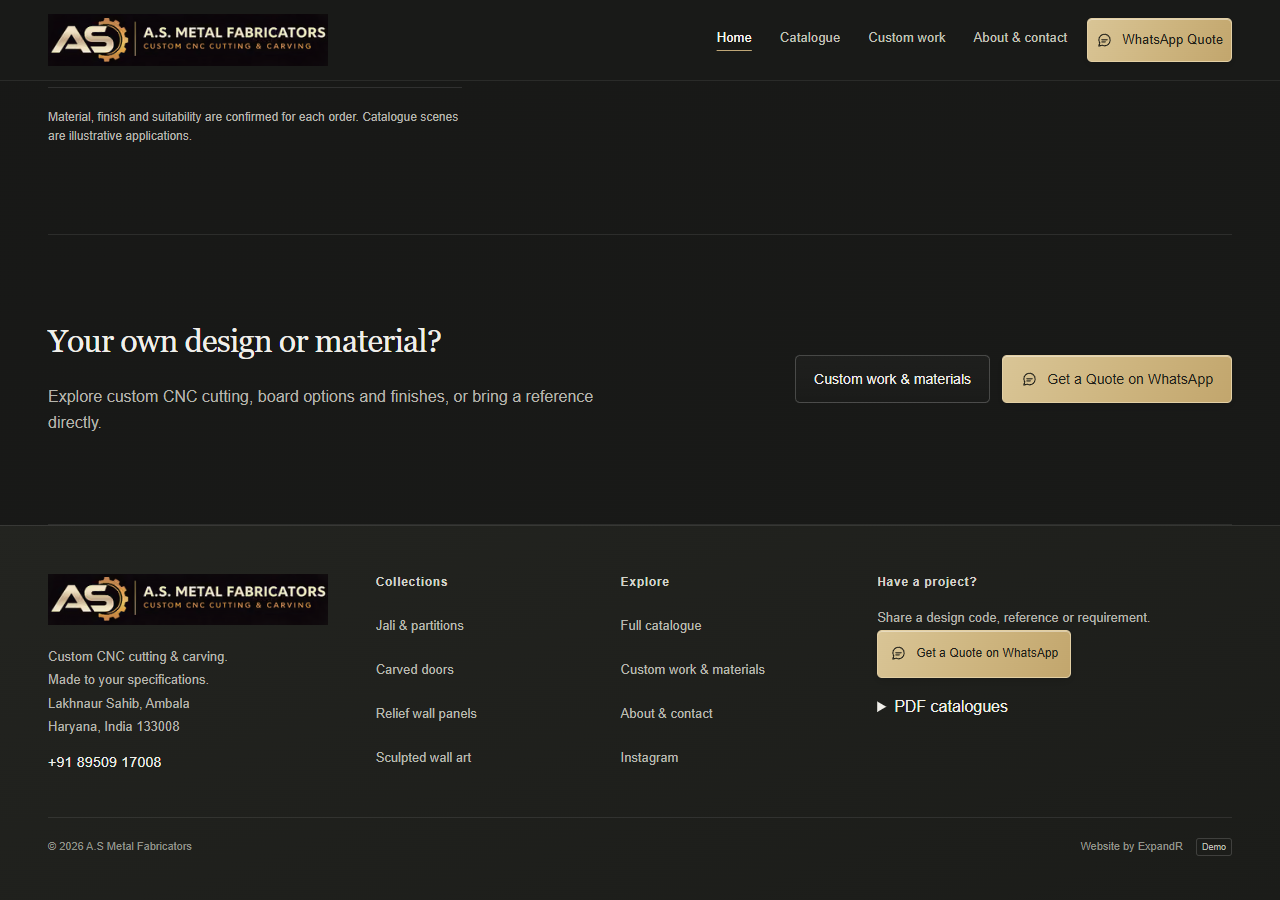 AS A.S. METAL FABRICATORS
CUSTOM CNC CUTTING & CARVING
Home
Catalogue
Custom work
About & contact
WhatsApp Quote
Material, finish and suitability are confirmed for each order. Catalogue scenes
are illustrative applications.
Your own design or material?
Explore custom CNC cutting, board options and finishes, or bring a reference
directly.
Custom work & materials
Get a Quote on WhatsApp
AS A.S. METAL FABRICATORS
CUSTOM CNC CUTTING & CARVING
Custom CNC cutting & carving.
Made to your specifications.
Lakhnaur Sahib, Ambala
Haryana, India 133008
+91 89509 17008
Collections
Jali & partitions
Carved doors
Relief wall panels
Sculpted wall art
Explore
Full catalogue
Custom work & materials
About & contact
Instagram
Have a project?
Share a design code, reference or requirement.
Get a Quote on WhatsApp
PDF catalogues
© 2026 A.S Metal Fabricators
Website by ExpandR
Demo